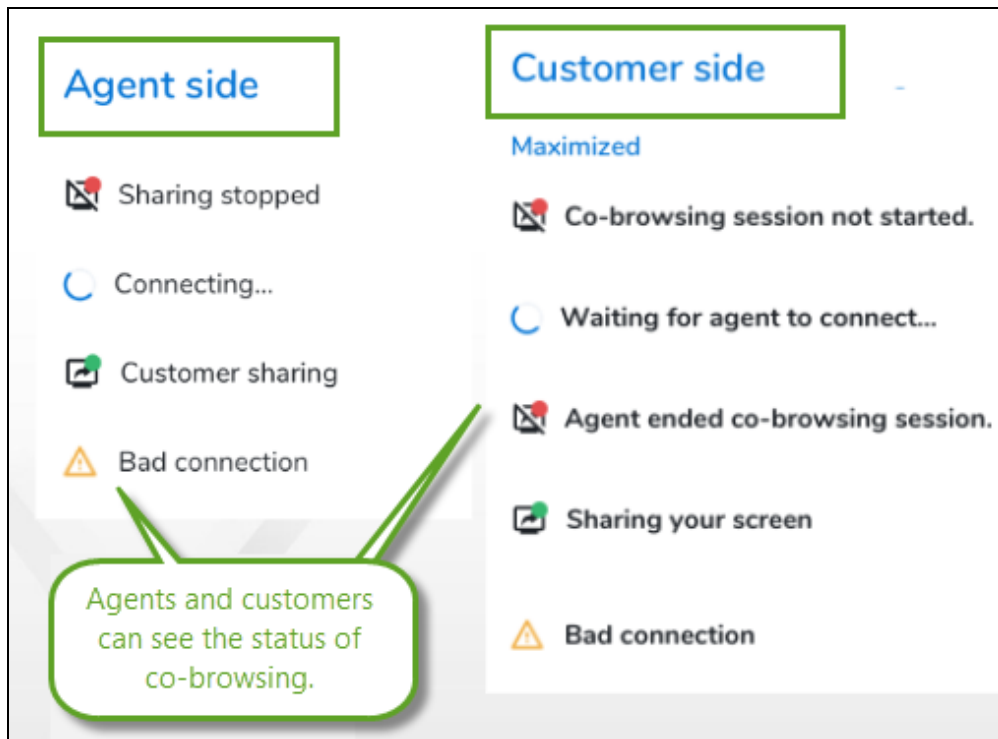 Agent side
Sharing stopped
Connecting...
Customer sharing
Bad connection
Agents and customers
can see the status of
co-browsing.
Customer side
Maximized
Co-browsing session not started.
Waiting for agent to connect...
Agent ended co-browsing session.
Sharing your screen
Bad connection